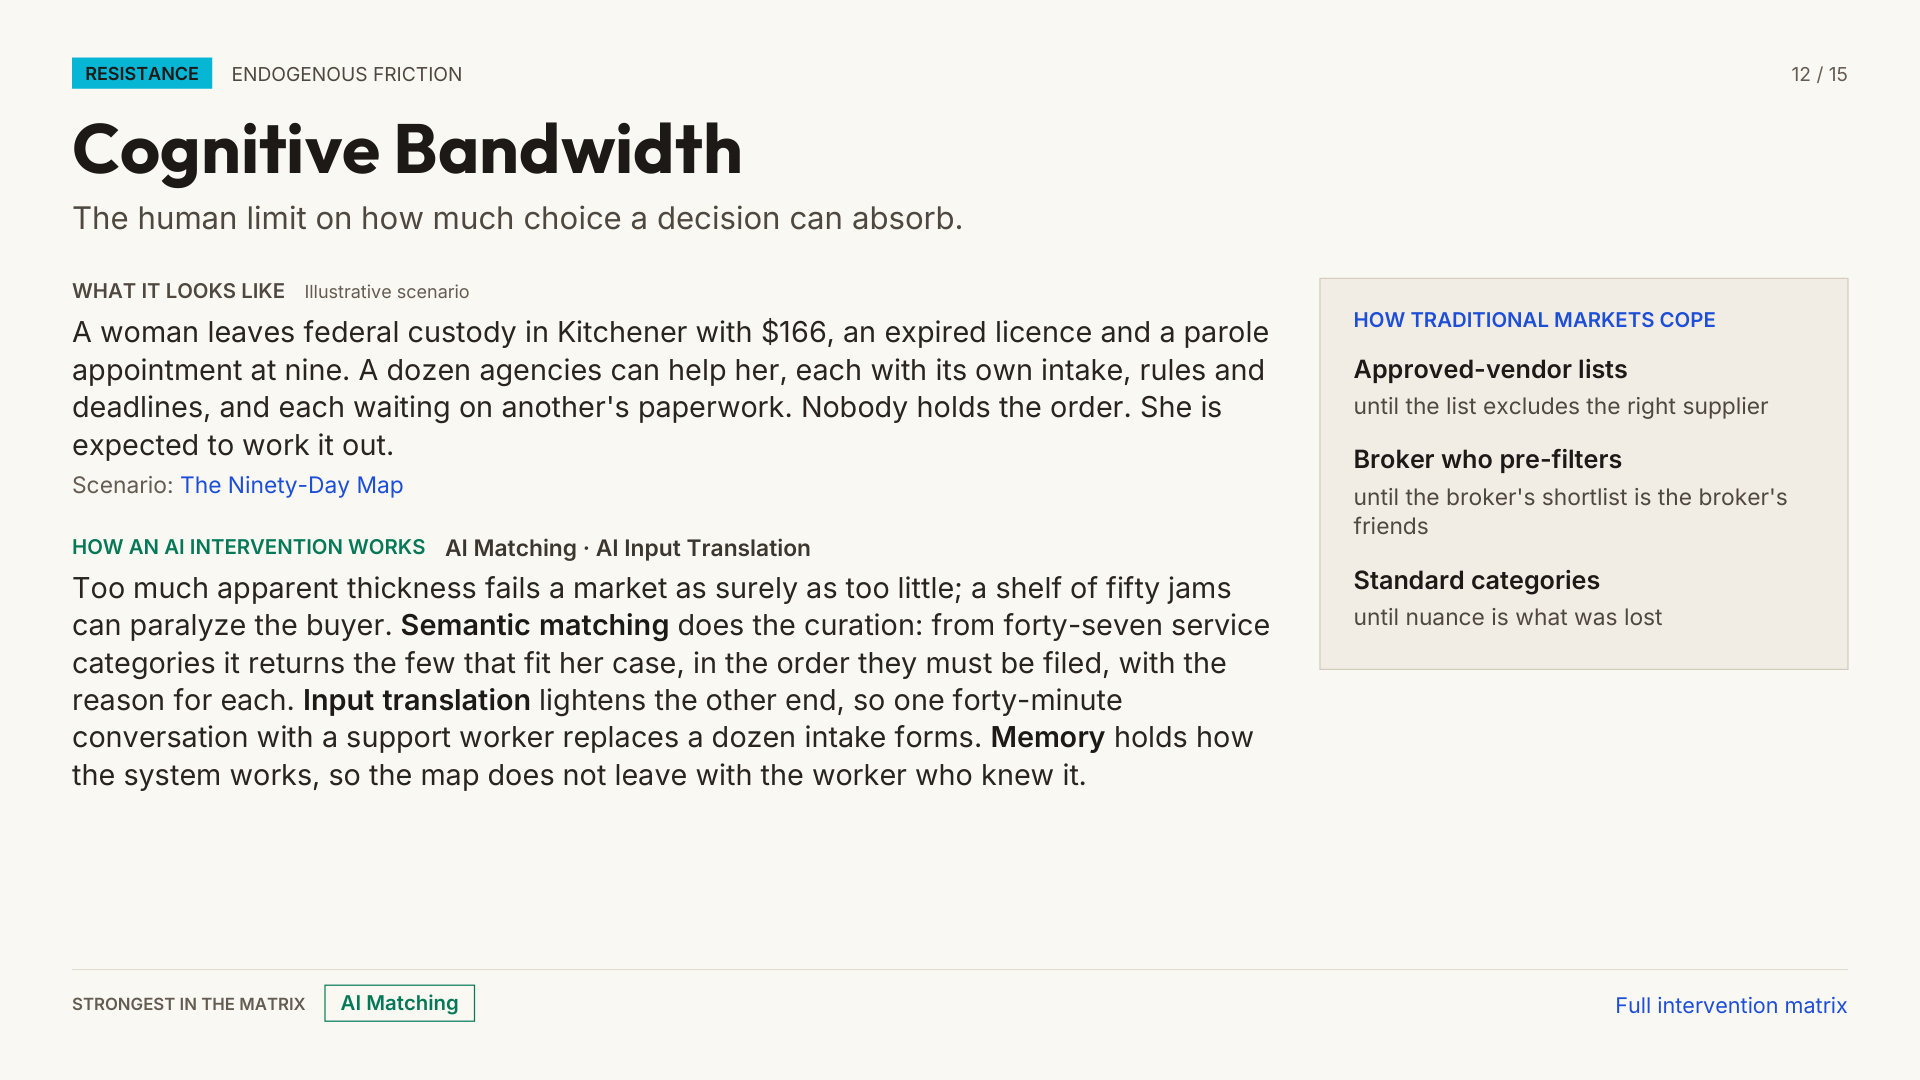 RESISTANCE ENDOGENOUS FRICTION
12 / 15
Cognitive Bandwidth
The human limit on how much choice a decision can absorb.
WHAT IT LOOKS LIKE Illustrative scenario
A woman leaves federal custody in Kitchener with $166, an expired licence and a parole
appointment at nine. A dozen agencies can help her, each with its own intake, rules and
deadlines, and each waiting on another's paperwork. Nobody holds the order. She is
expected to work it out.
Scenario: The Ninety-Day Map
HOW AN AI INTERVENTION WORKS AI Matching · AI Input Translation
Too much apparent thickness fails a market as surely as too little; a shelf of fifty jams
can paralyze the buyer. Semantic matching does the curation: from forty-seven service
categories it returns the few that fit her case, in the order they must be filed, with the
reason for each. Input translation lightens the other end, so one forty-minute
conversation with a support worker replaces a dozen intake forms. Memory holds how
the system works, so the map does not leave with the worker who knew it.
HOW TRADITIONAL MARKETS COPE
Approved-vendor lists
until the list excludes the right supplier
Broker who pre-filters
until the broker's shortlist is the broker's
friends
Standard categories
until nuance is what was lost
STRONGEST IN THE MATRIX AI Matching
Full intervention matrix